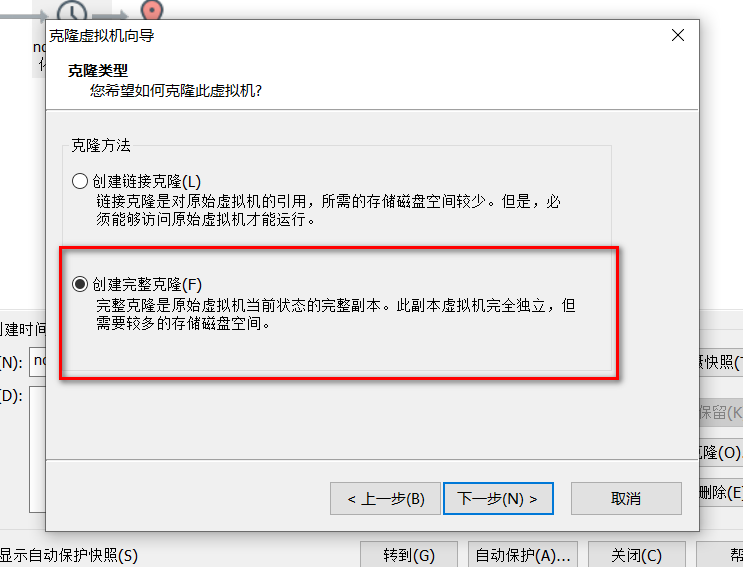 克隆虚拟机向导
克隆类型
您希望如何克隆此虚拟机?
克隆方法
创建链接克隆(L)
链接克隆是对原始虚拟机的引用，所需的存储磁盘空间较少。但是，必
须能够访问原始虚拟机才能运行。
创建完整克隆(F)
完整克隆是原始虚拟机当前状态的完整副本。此副本虚拟机完全独立，但
需要较多的存储磁盘空间。
创建时间
(N):
(D):
快照(
保留(K
克隆(O)
删除(E
< 上一步(B)
下一步(N) >
取消
显示自动保护快照(S)
转到(G)
自动保护(A)...
关闭(C)